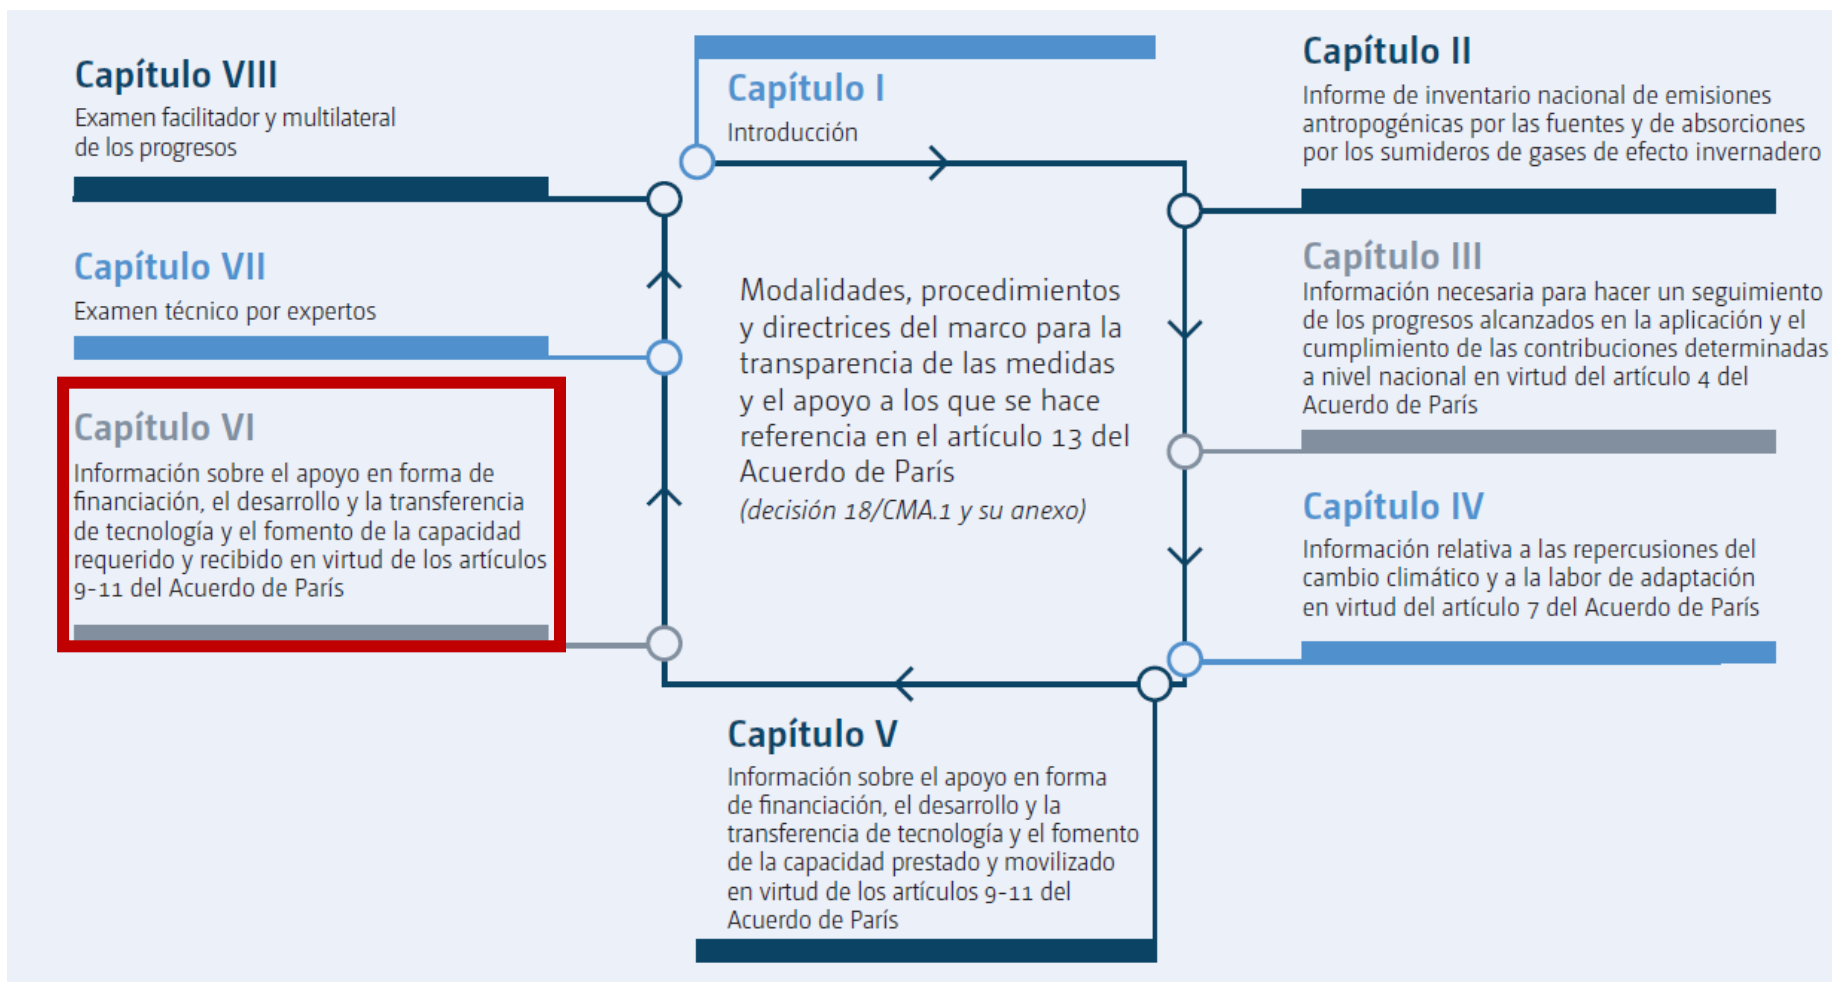 Capítulo I
Introducción
Capítulo II
Informe de inventario nacional de emisiones
antropogénicas por las fuentes y de absorciones
por los sumideros de gases de efecto invernadero
Capítulo III
Información necesaria para hacer un seguimiento
de los progresos alcanzados en la aplicación y el
cumplimiento de las contribuciones determinadas
a nivel nacional en virtud del artículo 4 del
Acuerdo de París
Capítulo IV
Información relativa a las repercusiones del
cambio climático y a la labor de adaptación
en virtud del artículo 7 del Acuerdo de París
Capítulo V
Información sobre el apoyo en forma
de financiación, el desarrollo y la
transferencia de tecnología y el fomento
de la capacidad prestado y movilizado
en virtud de los artículos 9-11 del
Acuerdo de París
Capítulo VI
Información sobre el apoyo en forma de
financiación, el desarrollo y la transferencia
de tecnología y el fomento de la capacidad
requerido y recibido en virtud de los artículos
9-11 del Acuerdo de París
Capítulo VII
Examen técnico por expertos
Capítulo VIII
Examen facilitador y multilateral
de los progresos
Modalidades, procedimientos
y directrices del marco para la
transparencia de las medidas
y el apoyo a los que se hace
referencia en el artículo 13 del
Acuerdo de París
(decisión 18/CMA.1 y su anexo)